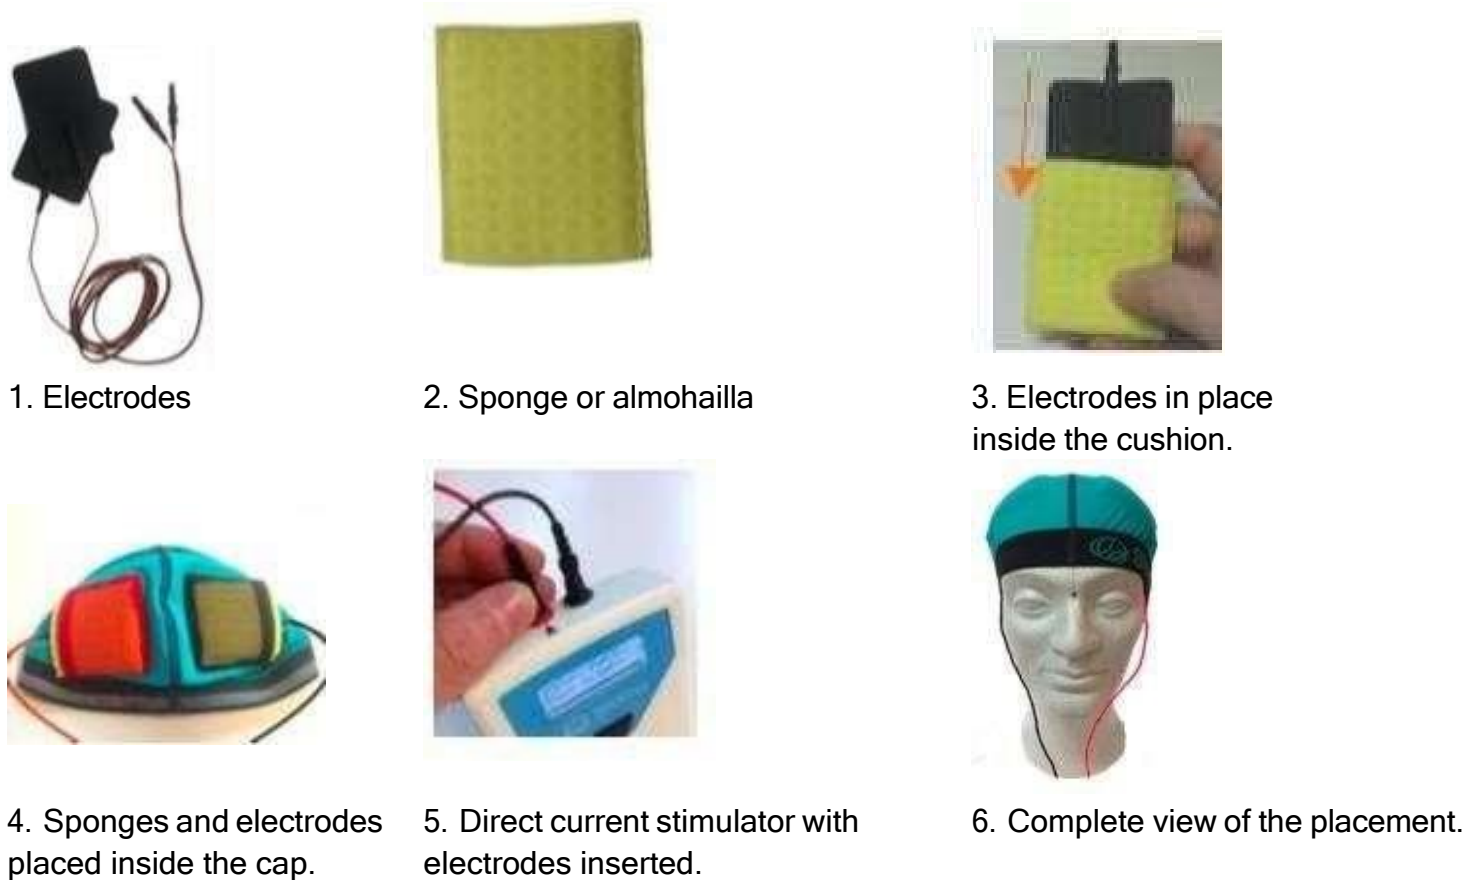 1. Electrodes
2. Sponge or almohailla
3. Electrodes in place
inside the cushion.
4. Sponges and electrodes
placed inside the cap.
5. Direct current stimulator with
electrodes inserted.
6. Complete view of the placement.